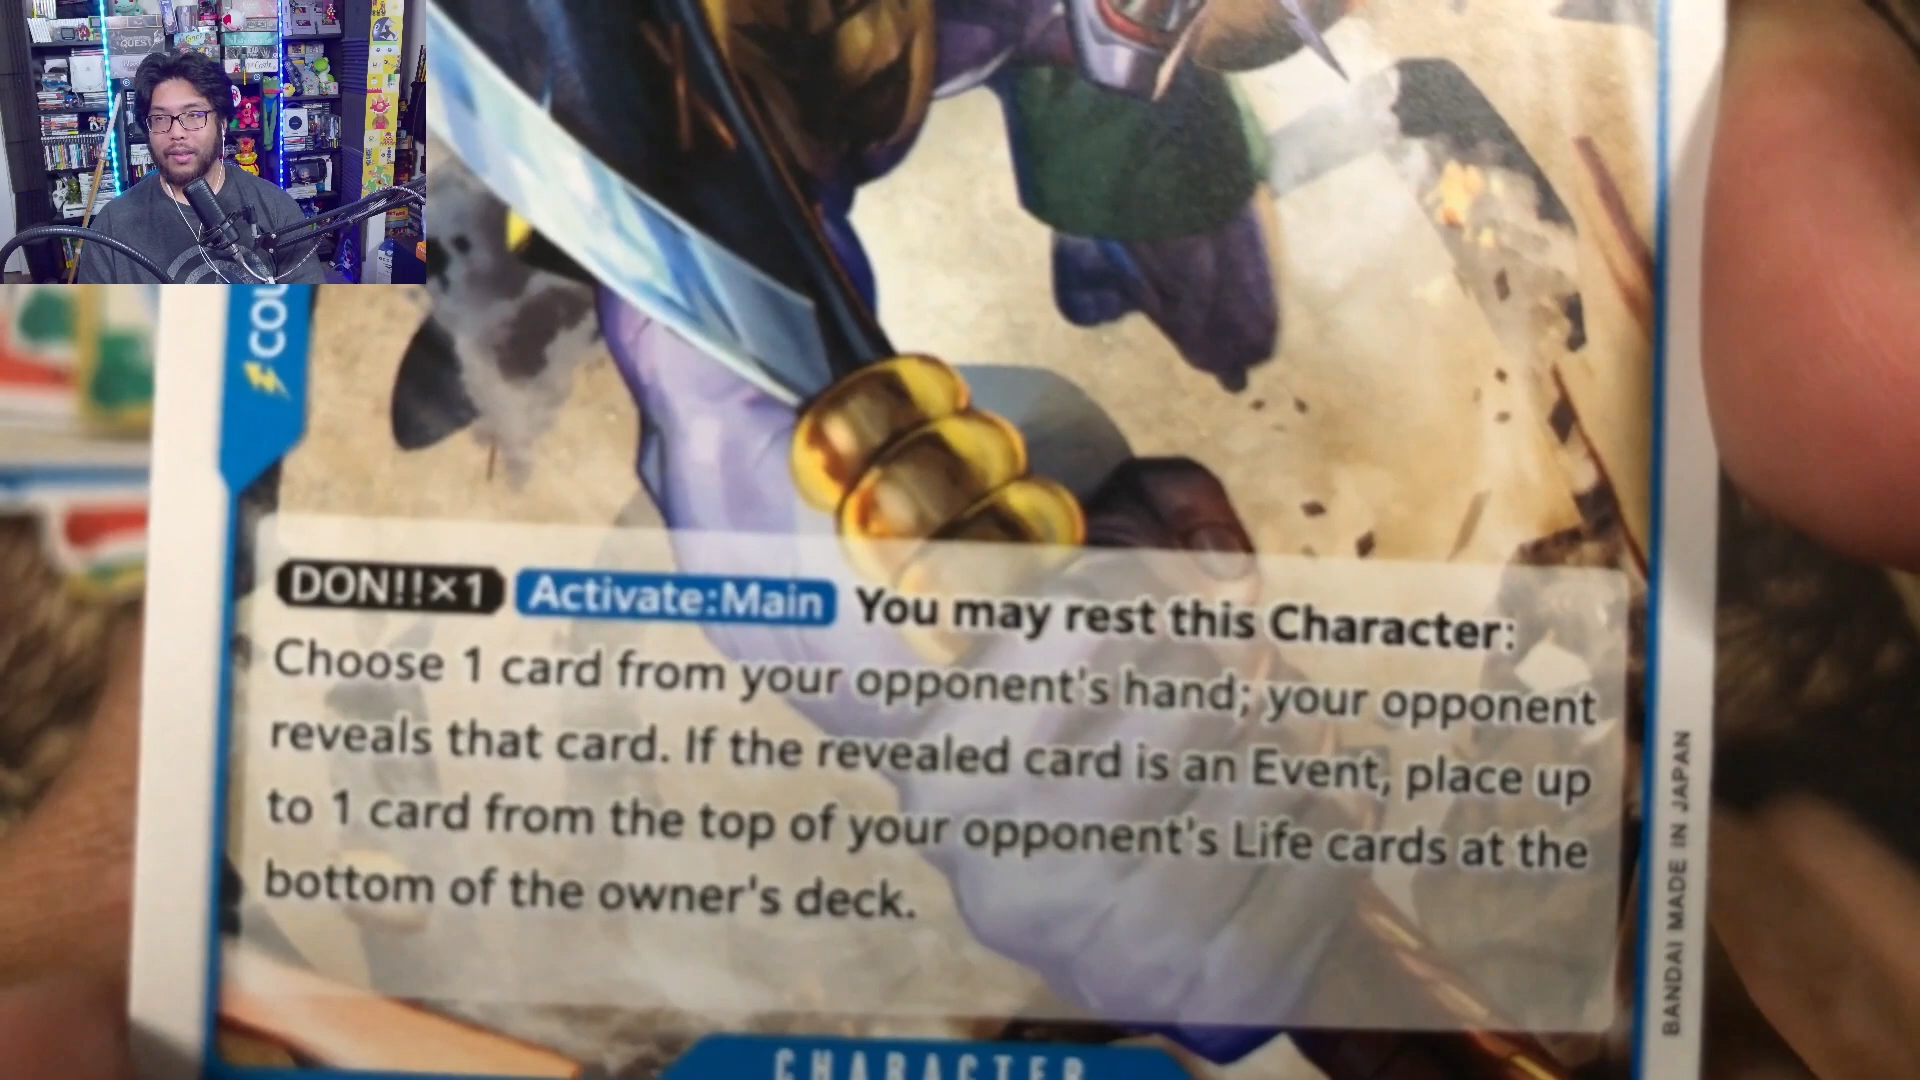 QUEST
⚡COU
DON!!×1 Activate:Main You may rest this Character:
Choose 1 card from your opponent's hand; your opponent
reveals that card. If the revealed card is an Event, place up
to 1 card from the top of your opponent's Life cards at the
bottom of the owner's deck.
CHARACTER
BANDAI MADE IN JAPAN